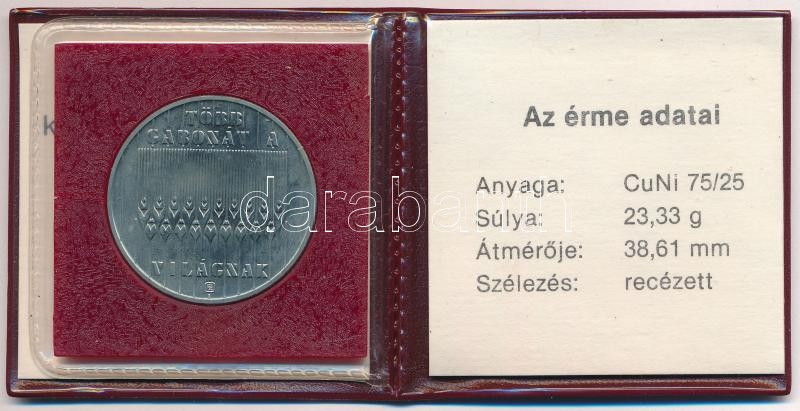 TÖBB
GABONÁT A
VILÁGNAK
K
Az érme adatai
Anyaga: CuNi 75/25
Súlya: 23,33 g
Átmérője: 38,61 mm
Szélezés: recézett
darabanth